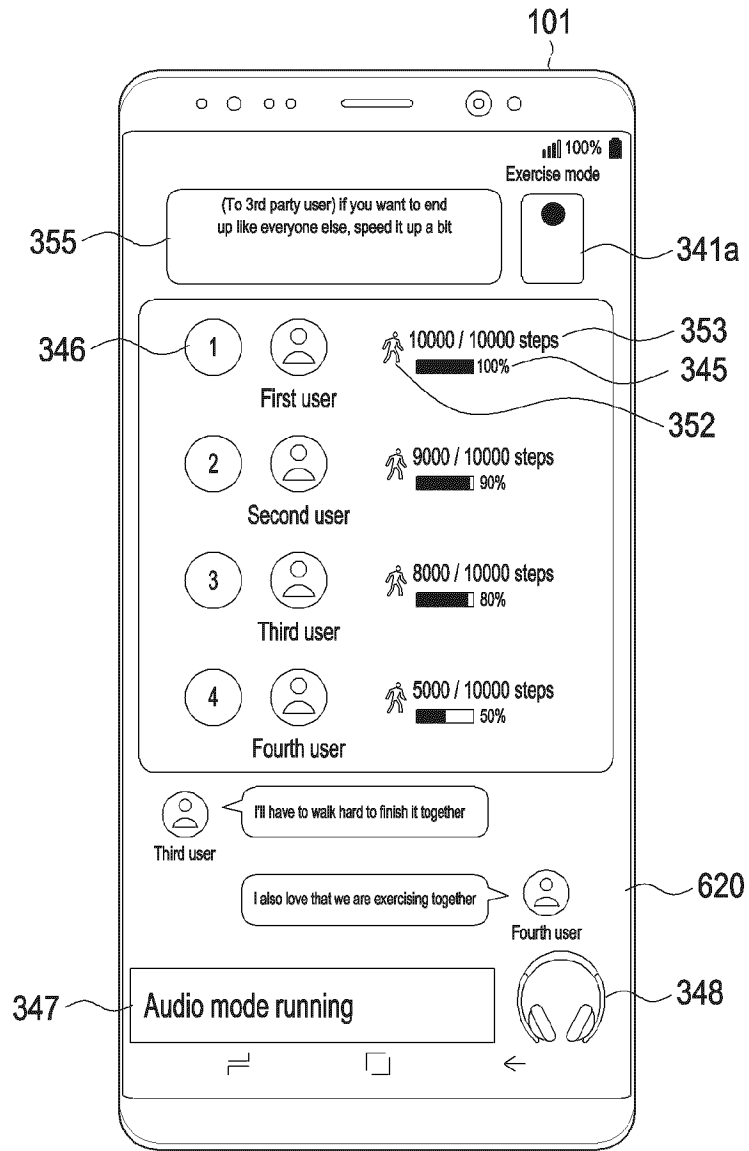 101
100%
Exercise mode
(To 3rd party user) if you want to end
up like everyone else, speed it up a bit
355
341a
346
1
First user
10000 / 10000 steps
100%
353
345
352
2
Second user
9000 / 10000 steps
90%
3
Third user
8000 / 10000 steps
80%
4
Fourth user
5000 / 10000 steps
50%
I'll have to walk hard to finish it together
Third user
I also love that we are exercising together
Fourth user
620
347
Audio mode running
348